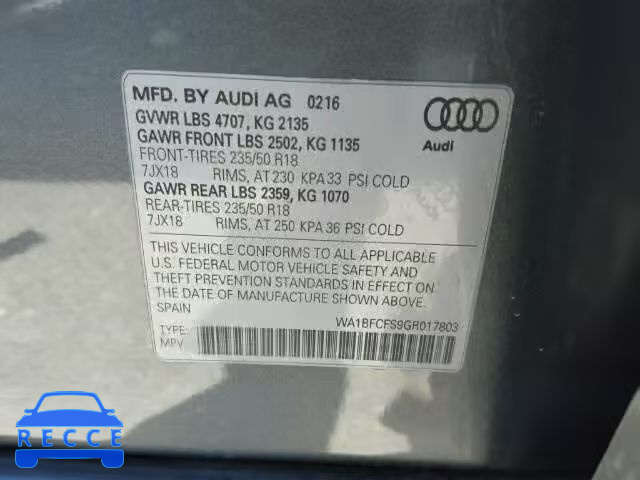 MFD. BY AUDI AG 0216
GVWR LBS 4707, KG 2135
GAWR FRONT LBS 2502, KG 1135
FRONT-TIRES 235/50 R18
7JX18 RIMS, AT 230 KPA 33 PSI COLD
GAWR REAR LBS 2359, KG 1070
REAR-TIRES 235/50 R18
7JX18 RIMS, AT 250 KPA 36 PSI COLD
Audi
THIS VEHICLE CONFORMS TO ALL APPLICABLE
U.S. FEDERAL MOTOR VEHICLE SAFETY AND
THEFT PREVENTION STANDARDS IN EFFECT ON
THE DATE OF MANUFACTURE SHOWN ABOVE.
SPAIN
WA1BFCFS9GR017803
TYPE:
MPV
RECCE